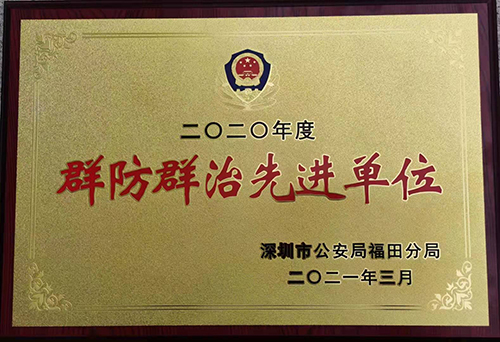 二〇二〇年度
群防群治先进单位
深圳市公安局福田分局
二〇二一年三月